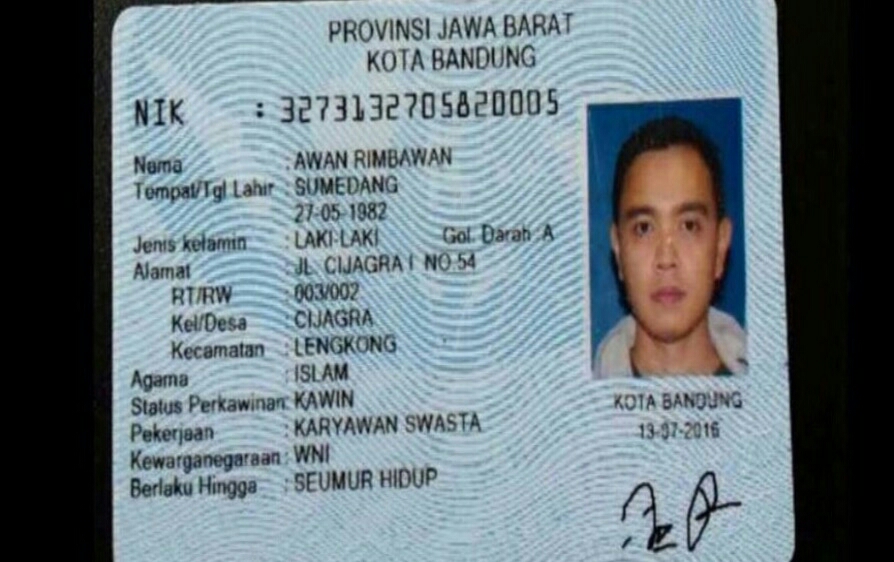 PROVINSI JAWA BARAT
KOTA BANDUNG
NIK : 3273132705820005
Nama : AWAN RIMBAWAN
Tempat/Tgl Lahir : SUMEDANG
27-05-1982
Jenis kelamin : LAKI-LAKI Gol. Darah :A
Alamat : JL. CIJAGRA I NO.54
RT/RW : 003/002
Kel/Desa : CIJAGRA
Kecamatan : LENGKONG
Agama : ISLAM
Status Perkawinan: KAWIN
Pekerjaan : KARYAWAN SWASTA
Kewarganegaraan: WNI
Berlaku Hingga : SEUMUR HIDUP
KOTA BANDUNG
13-07-2016